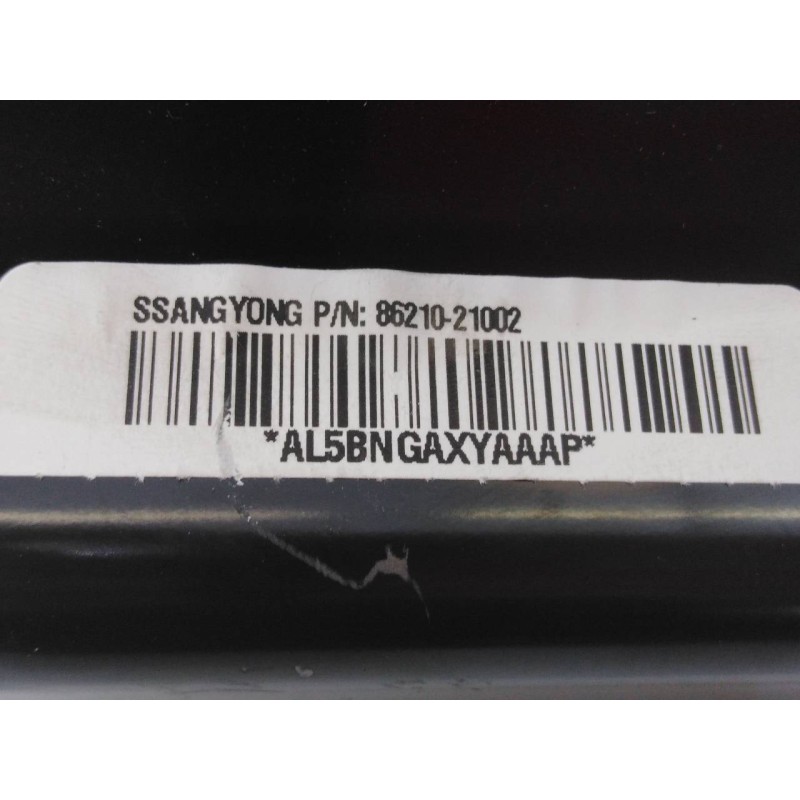 SSANGYONG P/N: 86210-21002
*AL5BNGAXYAAAP*